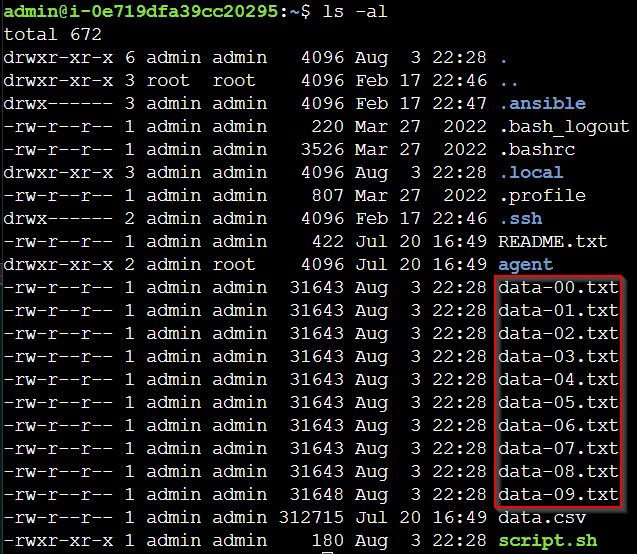 admin@i-0e719dfa39cc20295:~$ ls -al
total 672
drwxr-xr-x 6 admin admin   4096 Aug  3 22:28 .
drwxr-xr-x 3 root  root    4096 Feb 17 22:46 ..
drwx------ 3 admin admin   4096 Feb 17 22:47 .ansible
-rw-r--r-- 1 admin admin    220 Mar 27  2022 .bash_logout
-rw-r--r-- 1 admin admin   3526 Mar 27  2022 .bashrc
drwxr-xr-x 3 admin admin   4096 Aug  3 22:28 .local
-rw-r--r-- 1 admin admin    807 Mar 27  2022 .profile
drwx------ 2 admin admin   4096 Feb 17 22:46 .ssh
-rw-r--r-- 1 admin admin    422 Jul 20 16:49 README.txt
drwxr-xr-x 2 admin root    4096 Jul 20 16:49 agent
-rw-r--r-- 1 admin admin  31643 Aug  3 22:28 data-00.txt
-rw-r--r-- 1 admin admin  31643 Aug  3 22:28 data-01.txt
-rw-r--r-- 1 admin admin  31643 Aug  3 22:28 data-02.txt
-rw-r--r-- 1 admin admin  31643 Aug  3 22:28 data-03.txt
-rw-r--r-- 1 admin admin  31643 Aug  3 22:28 data-04.txt
-rw-r--r-- 1 admin admin  31643 Aug  3 22:28 data-05.txt
-rw-r--r-- 1 admin admin  31643 Aug  3 22:28 data-06.txt
-rw-r--r-- 1 admin admin  31643 Aug  3 22:28 data-07.txt
-rw-r--r-- 1 admin admin  31643 Aug  3 22:28 data-08.txt
-rw-r--r-- 1 admin admin  31648 Aug  3 22:28 data-09.txt
-rw-r--r-- 1 admin admin 312715 Jul 20 16:49 data.csv
-rwxr-xr-x 1 admin admin    180 Aug  3 22:28 script.sh